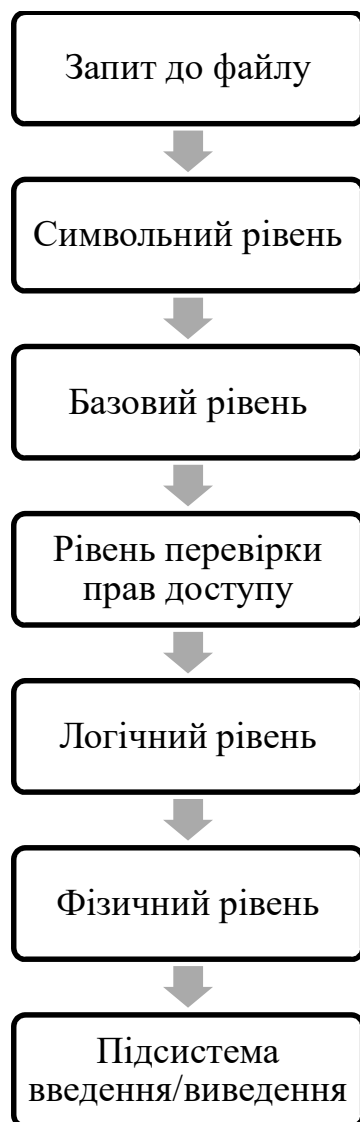 Запит до файлу
Символьний рівень
Базовий рівень
Рівень перевірки
прав доступу
Логічний рівень
Фізичний рівень
Підсистема
введення/виведення